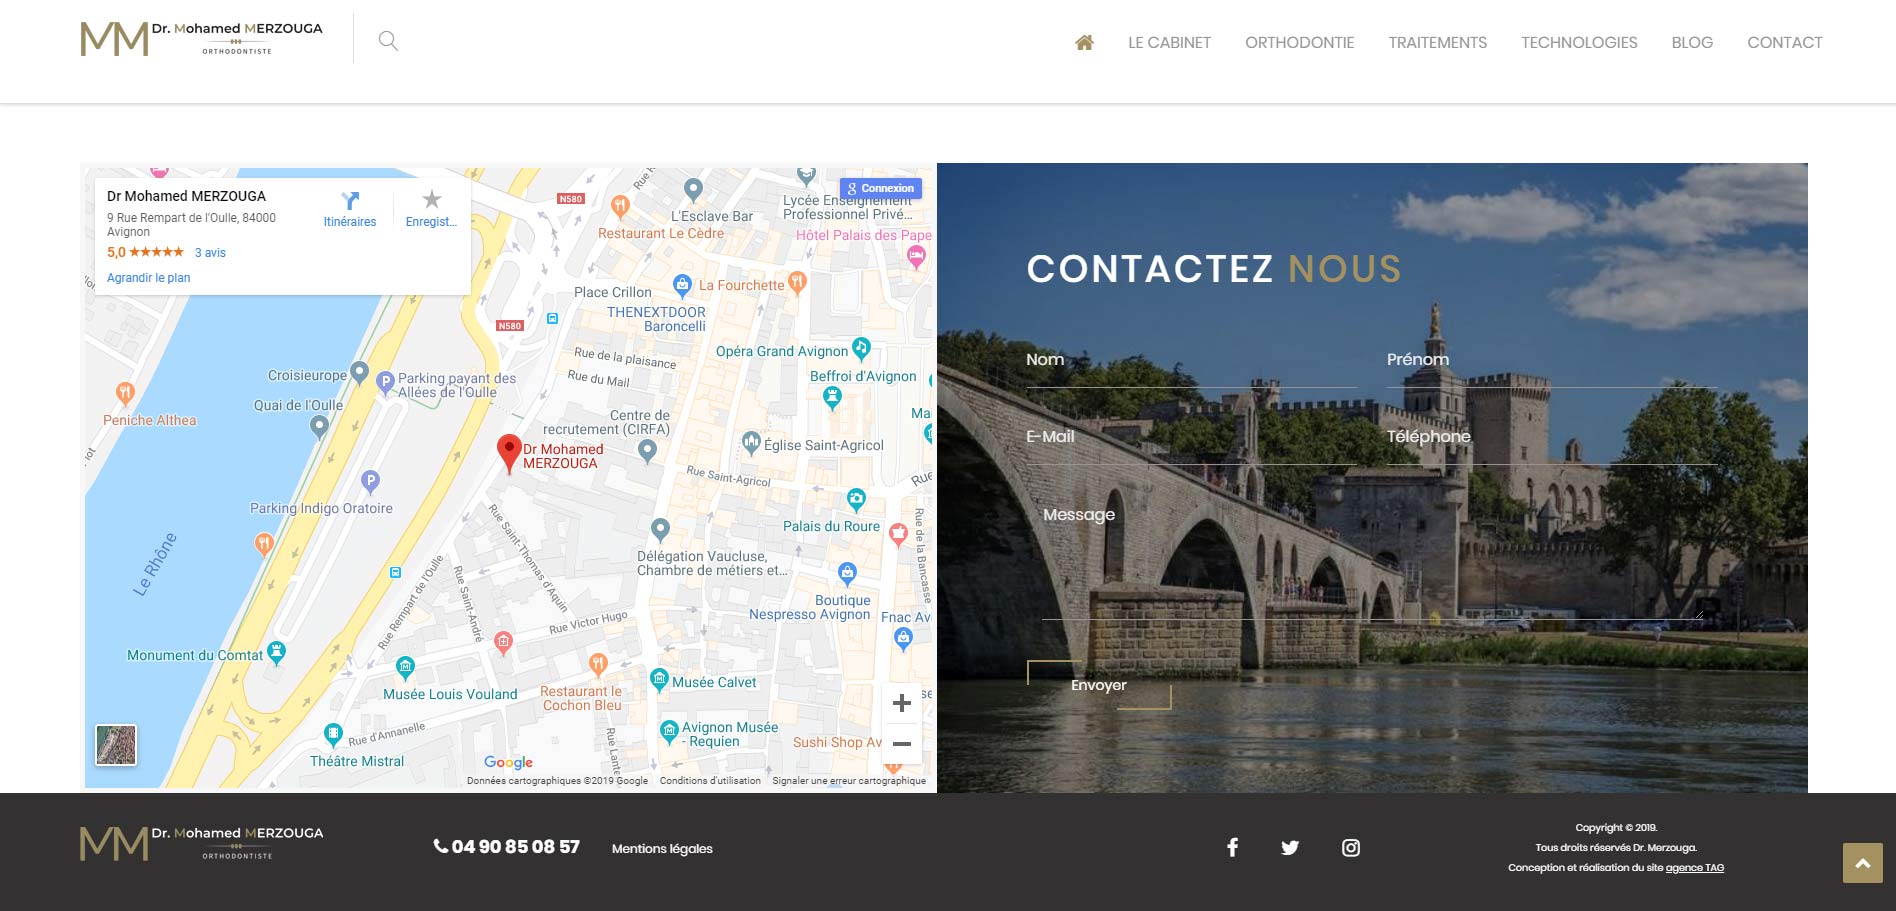 MM Dr. Mohamed MERZOUGA
ORTHODONTISTE
LE CABINET
ORTHODONTIE
TRAITEMENTS
TECHNOLOGIES
BLOG
CONTACT
Dr Mohamed MERZOUGA
9 Rue Rempart de l'Oulle, 84000
Avignon
5,0 ★★★★★ 3 avis
Agrandir le plan
Itinéraires
Enregist...
Connexion
N580
L'Esclave Bar
Restaurant Le Cèdre
Lycée Enseignement
Professionnel Privé...
Hôtel Palais des Pape
Place Crillon
La Fourchette
THENEXTDOOR
Baroncelli
N580
Rue de la plaisance
Rue du Mail
Opéra Grand Avignon
Beffroi d'Avignon
Croisieurope
Parking payant des
Allées de l'Oulle
Quai de l'Oulle
Peniche Althea
Centre de
recrutement (CIRFA)
Ma
Église Saint-Agricol
Dr Mohamed
MERZOUGA
Rue Saint-Agricol
Rue
Parking Indigo Oratoire
Palais du Roure
Rue de la Bancasse
Le Rhône
Rue Saint-Thomas d'Aquin
Rue Rempart de l'Oulle
Rue Saint-André
Délégation Vaucluse,
Chambre de métiers et...
Boutique
Nespresso Avignon
Fnac Av
Rue Victor Hugo
Monument du Comtat
Musée Louis Vouland
Restaurant le
Cochon Bleu
Musée Calvet
Rue d'Annanelle
Rue Lante
Avignon Musée
- Requien
Sushi Shop Av
Théâtre Mistral
Google
Données cartographiques ©2019 Google
Conditions d'utilisation
Signaler une erreur cartographique
CONTACTEZ NOUS
Nom
Prénom
E-Mail
Téléphone
Message
Envoyer
MM Dr. Mohamed MERZOUGA
ORTHODONTISTE
04 90 85 08 57
Mentions légales
Copyright © 2019.
Tous droits réservés Dr. Merzouga.
Conception et réalisation du site agence TAG